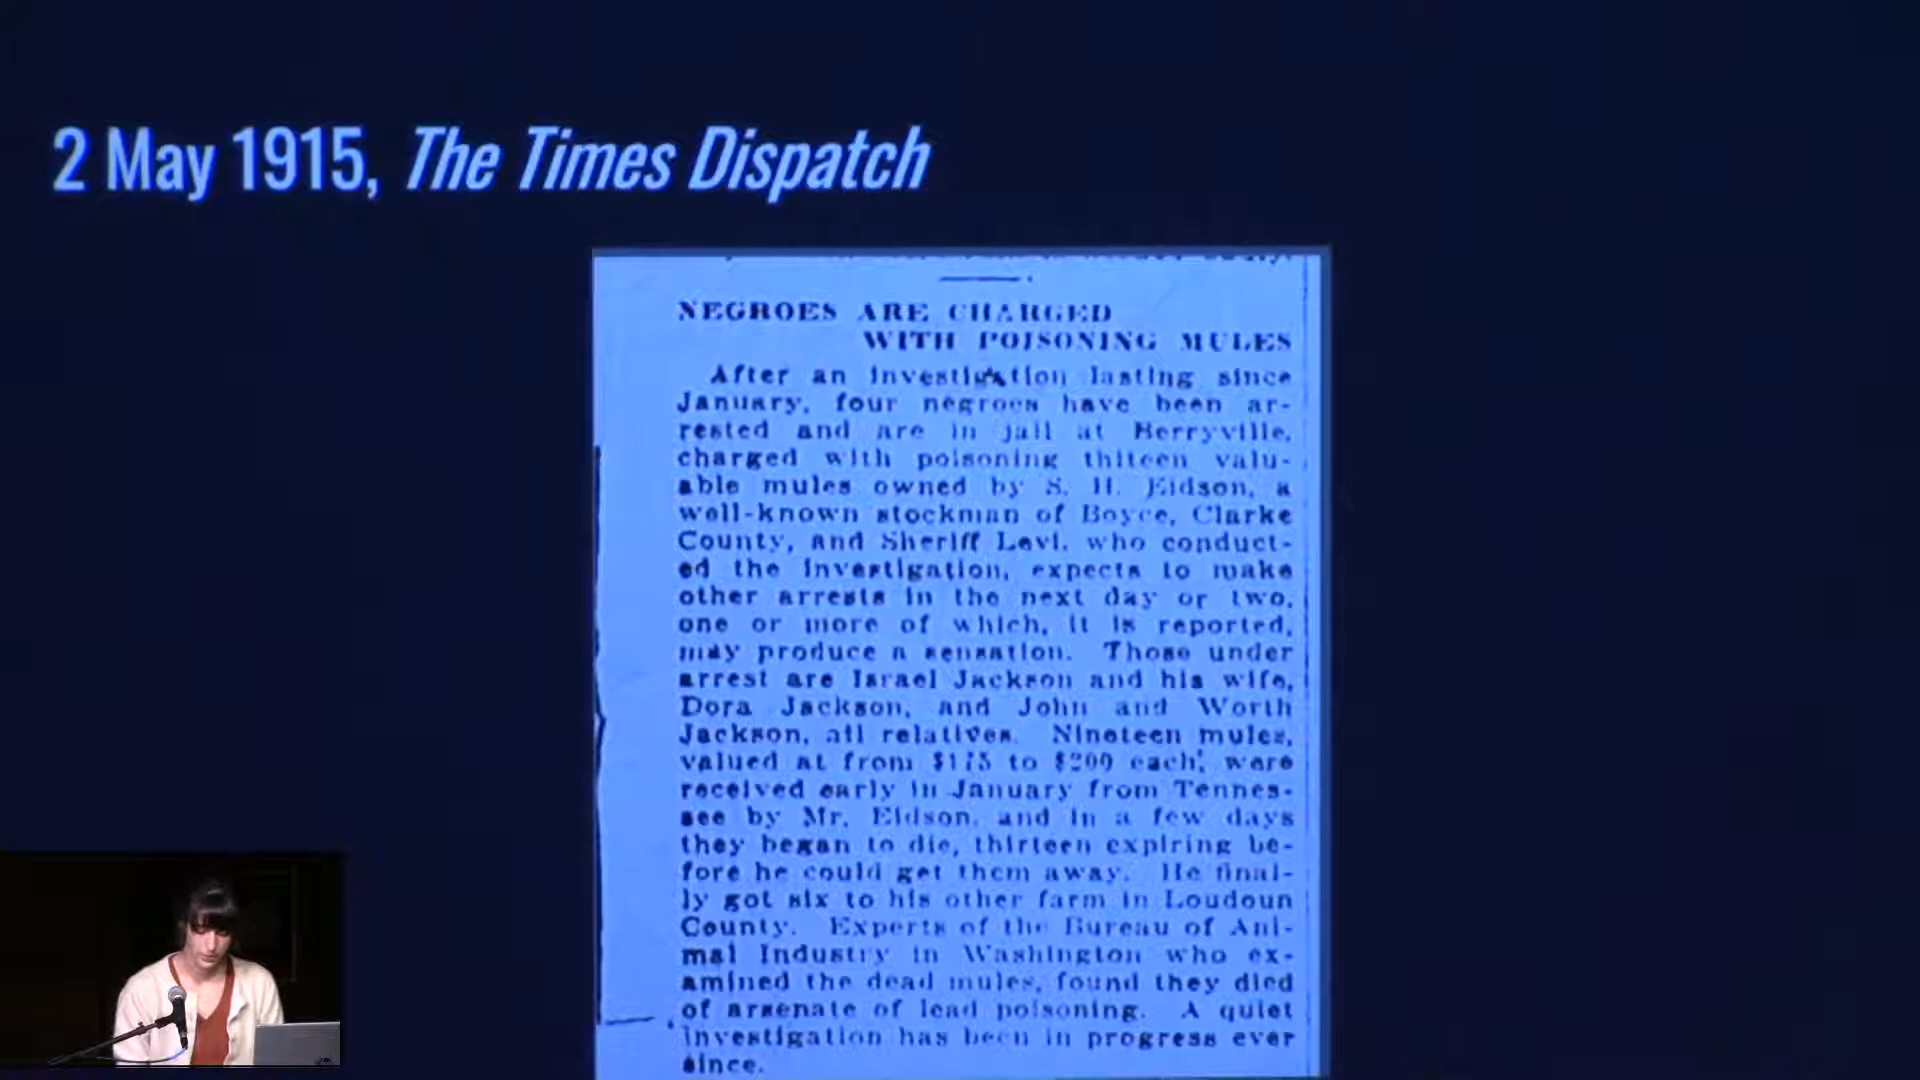 2 May 1915, The Times Dispatch
NEGROES ARE CHARGED
WITH POISONING MULES
After an investigation lasting since
January, four negroes have been ar-
rested and are in jail at Berryville,
charged with poisoning thiteen valu-
able mules owned by S. H. Eidson, a
well-known stockman of Boyce, Clarke
County, and Sheriff Levi, who conduct-
ed the investigation, expects to make
other arrests in the next day or two,
one or more of which, it is reported,
may produce a sensation. Those under
arrest are Israel Jackson and his wife,
Dora Jackson, and John and Worth
Jackson, all relatives. Nineteen mules,
valued at from $175 to $200 each, were
received early in January from Tennes-
see by Mr. Eidson, and in a few days
they began to die, thirteen expiring be-
fore he could get them away. He final-
ly got six to his other farm in Loudoun
County. Experts of the Bureau of Ani-
mal Industry in Washington who ex-
amined the dead mules, found they died
of arsenate of lead poisoning. A quiet
investigation has been in progress ever
since.